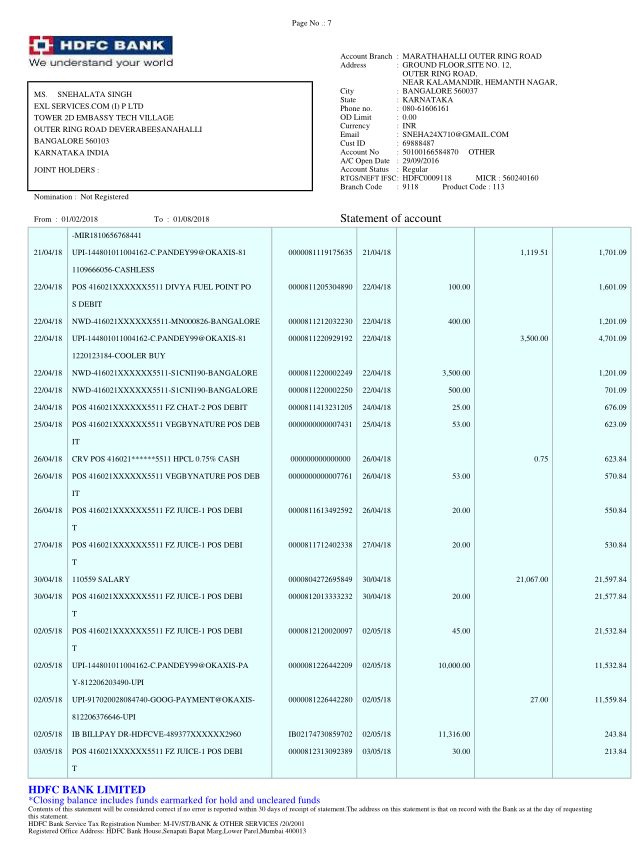 Page No .: 7
HDFC BANK
We understand your world
MS. SNEHALATA SINGH
EXL SERVICES.COM (I) P LTD
TOWER 2D EMBASSY TECH VILLAGE
OUTER RING ROAD DEVERABEESANAHALLI
BANGALORE 560103
KARNATAKA INDIA
JOINT HOLDERS :
Nomination : Not Registered
Account Branch : MARATHAHALLI OUTER RING ROAD
Address : GROUND FLOOR,SITE NO. 12,
OUTER RING ROAD,
NEAR KALAMANDIR, HEMANTH NAGAR,
City : BANGALORE 560037
State : KARNATAKA
Phone no. : 080-61606161
OD Limit : 0.00
Currency : INR
Email : SNEHA24X710@GMAIL.COM
Cust ID : 69888487
Account No : 50100166584870 OTHER
A/C Open Date : 29/09/2016
Account Status : Regular
RTGS/NEFT IFSC: HDFC0009118 MICR : 560240160
Branch Code : 9118 Product Code : 113
From : 01/02/2018 To : 01/08/2018 Statement of account
-MIR1810656768441
21/04/18 UPI-144801011004162-C.PANDEY99@OKAXIS-81 0000811119175635 21/04/18 1,119.51 1,701.09
1109666056-CASHLESS
22/04/18 POS 416021XXXXXX5511 DIVYA FUEL POINT PO 0000811205304890 22/04/18 100.00 1,601.09
S DEBIT
22/04/18 NWD-416021XXXXXX5511-MN000826-BANGALORE 0000811212032230 22/04/18 400.00 1,201.09
22/04/18 UPI-144801011004162-C.PANDEY99@OKAXIS-81 0000811220929192 22/04/18 3,500.00 4,701.09
1220123184-COOLER BUY
22/04/18 NWD-416021XXXXXX5511-S1CNI190-BANGALORE 0000811220002249 22/04/18 3,500.00 1,201.09
22/04/18 NWD-416021XXXXXX5511-S1CNI190-BANGALORE 0000811220002250 22/04/18 500.00 701.09
24/04/18 POS 416021XXXXXX5511 FZ CHAT-2 POS DEBIT 0000811413231205 24/04/18 25.00 676.09
25/04/18 POS 416021XXXXXX5511 VEGBYNATURE POS DEB 0000000000007431 25/04/18 53.00 623.09
IT
26/04/18 CRV POS 416021******5511 HPCL 0.75% CASH 000000000000000 26/04/18 0.75 623.84
26/04/18 POS 416021XXXXXX5511 VEGBYNATURE POS DEB 0000000000007761 26/04/18 53.00 570.84
IT
26/04/18 POS 416021XXXXXX5511 FZ JUICE-1 POS DEBI 0000811613492592 26/04/18 20.00 550.84
T
27/04/18 POS 416021XXXXXX5511 FZ JUICE-1 POS DEBI 0000811712402338 27/04/18 20.00 530.84
T
30/04/18 110559 SALARY 0000804272695849 30/04/18 21,067.00 21,597.84
30/04/18 POS 416021XXXXXX5511 FZ JUICE-1 POS DEBI 0000812013333232 30/04/18 20.00 21,577.84
T
02/05/18 POS 416021XXXXXX5511 FZ JUICE-1 POS DEBI 0000812120020097 02/05/18 45.00 21,532.84
T
02/05/18 UPI-144801011004162-C.PANDEY99@OKAXIS-PA 0000812226442209 02/05/18 10,000.00 11,532.84
Y-812206203490-UPI
02/05/18 UPI-917020028084740-GOOG-PAYMENT@OKAXIS- 0000812226442280 02/05/18 27.00 11,559.84
812206376646-UPI
02/05/18 IB BILLPAY DR-HDFCVE-489377XXXXXX2960 IB02174730859702 02/05/18 11,316.00 243.84
03/05/18 POS 416021XXXXXX5511 FZ JUICE-1 POS DEBI 0000812313092389 03/05/18 30.00 213.84
T
HDFC BANK LIMITED
*Closing balance includes funds earmarked for hold and uncleared funds
Contents of this statement will be considered correct if no error is reported within 30 days of receipt of statement.The address on this statement is that on record with the Bank as at the day of requesting
this statement.
HDFC Bank Service Tax Registration Number: M-IV/ST/BANK & OTHER SERVICES /20/2001
Registered Office Address: HDFC Bank House,Senapati Bapat Marg,Lower Parel,Mumbai 400013